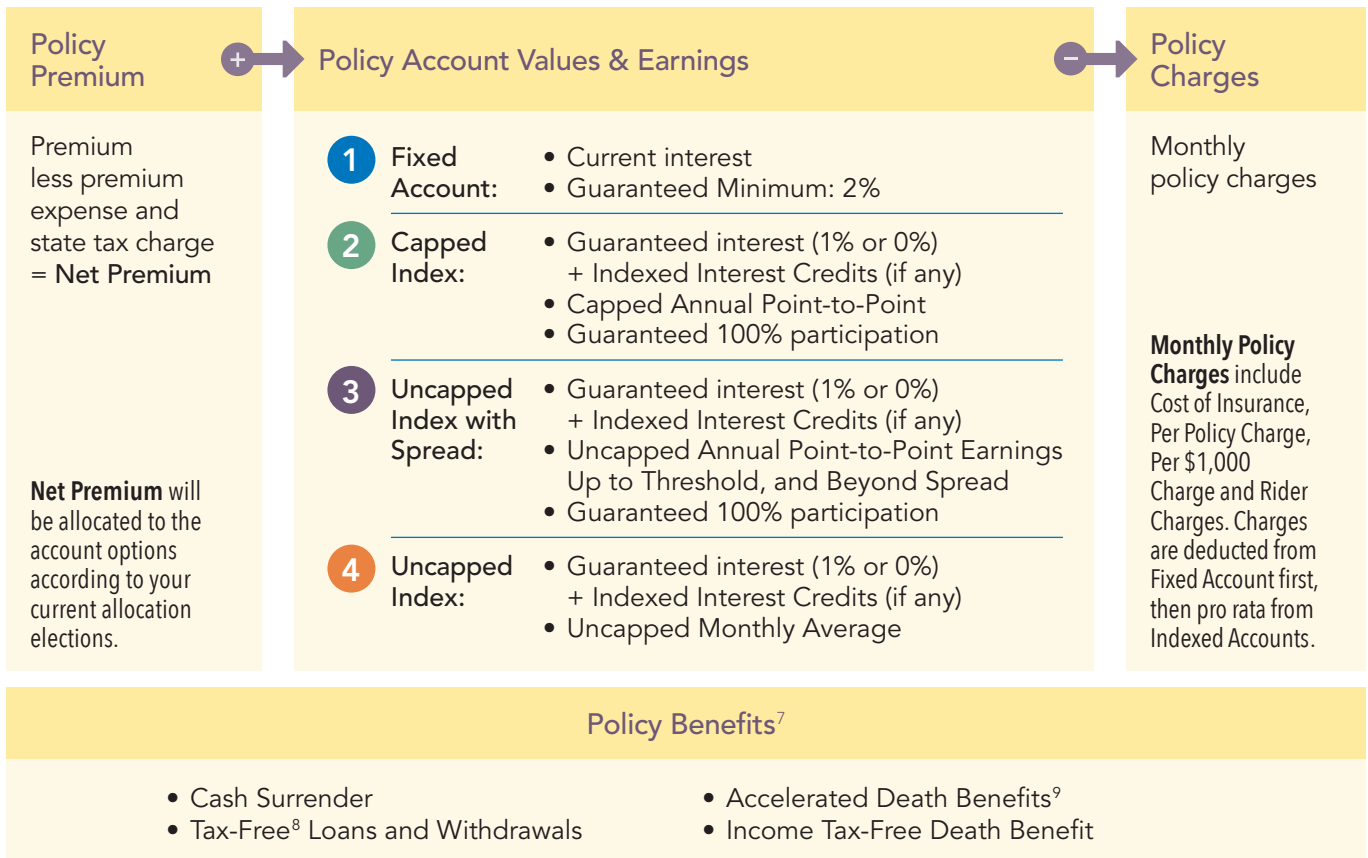 Policy
Premium
+
Policy Account Values & Earnings
−
Policy
Charges
Premium
less premium
expense and
state tax charge
= Net Premium
Net Premium will
be allocated to the
account options
according to your
current allocation
elections.
1
Fixed
Account:
• Current interest
• Guaranteed Minimum: 2%
2
Capped
Index:
• Guaranteed interest (1% or 0%)
+ Indexed Interest Credits (if any)
• Capped Annual Point-to-Point
• Guaranteed 100% participation
3
Uncapped
Index with
Spread:
• Guaranteed interest (1% or 0%)
+ Indexed Interest Credits (if any)
• Uncapped Annual Point-to-Point Earnings
Up to Threshold, and Beyond Spread
• Guaranteed 100% participation
4
Uncapped
Index:
• Guaranteed interest (1% or 0%)
+ Indexed Interest Credits (if any)
• Uncapped Monthly Average
Monthly
policy charges
Monthly Policy
Charges include
Cost of Insurance,
Per Policy Charge,
Per $1,000
Charge and Rider
Charges. Charges
are deducted from
Fixed Account first,
then pro rata from
Indexed Accounts.
Policy Benefits⁷
• Cash Surrender
• Tax-Free⁸ Loans and Withdrawals
• Accelerated Death Benefits⁹
• Income Tax-Free Death Benefit